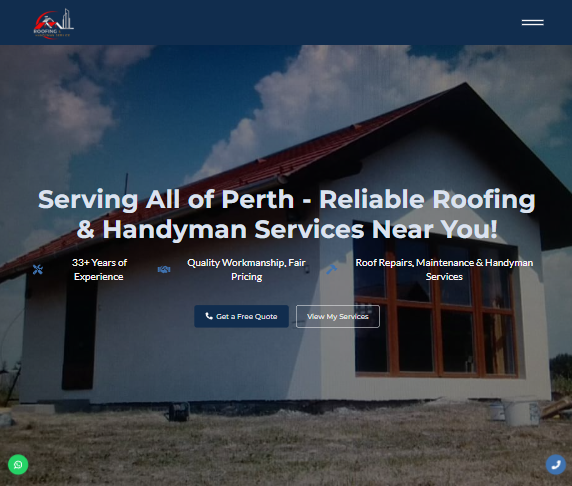 ROOFING
Serving All of Perth - Reliable Roofing
& Handyman Services Near You!
33+ Years of
Experience
Quality Workmanship, Fair
Pricing
Roof Repairs, Maintenance & Handyman
Services
Get a Free Quote
View My Services